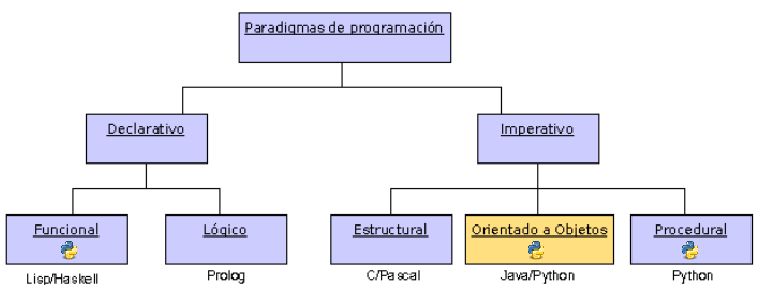 Paradigmas de programación
Declarativo
Imperativo
Funcional
Lógico
Estructural
Orientado a Objetos
Procedural
Lisp/Haskell
Prolog
C/Pascal
Java/Python
Python